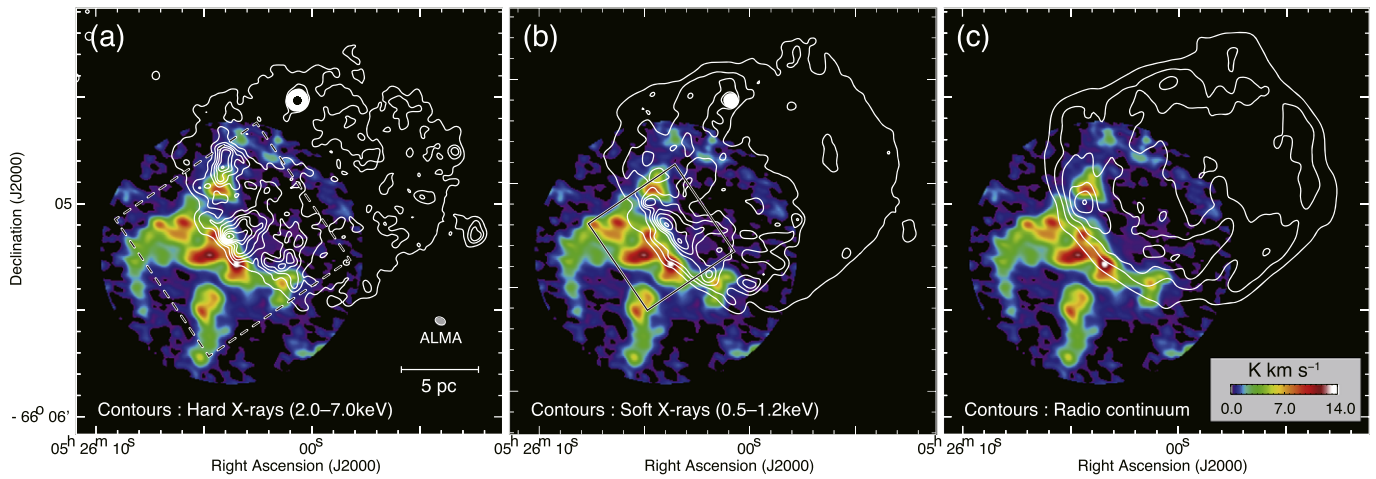 (a)
(b)
(c)
Declination (J2000)
05
- 66° 06'
ALMA
5 pc
Contours : Hard X-rays (2.0–7.0keV)
Contours : Soft X-rays (0.5–1.2keV)
Contours : Radio continuum
K km s⁻¹
0.0 7.0 14.0
05ʰ 26ᵐ 10ˢ 00ˢ
05ʰ 26ᵐ 10ˢ 00ˢ
05ʰ 26ᵐ 10ˢ 00ˢ
Right Ascension (J2000)
Right Ascension (J2000)
Right Ascension (J2000)